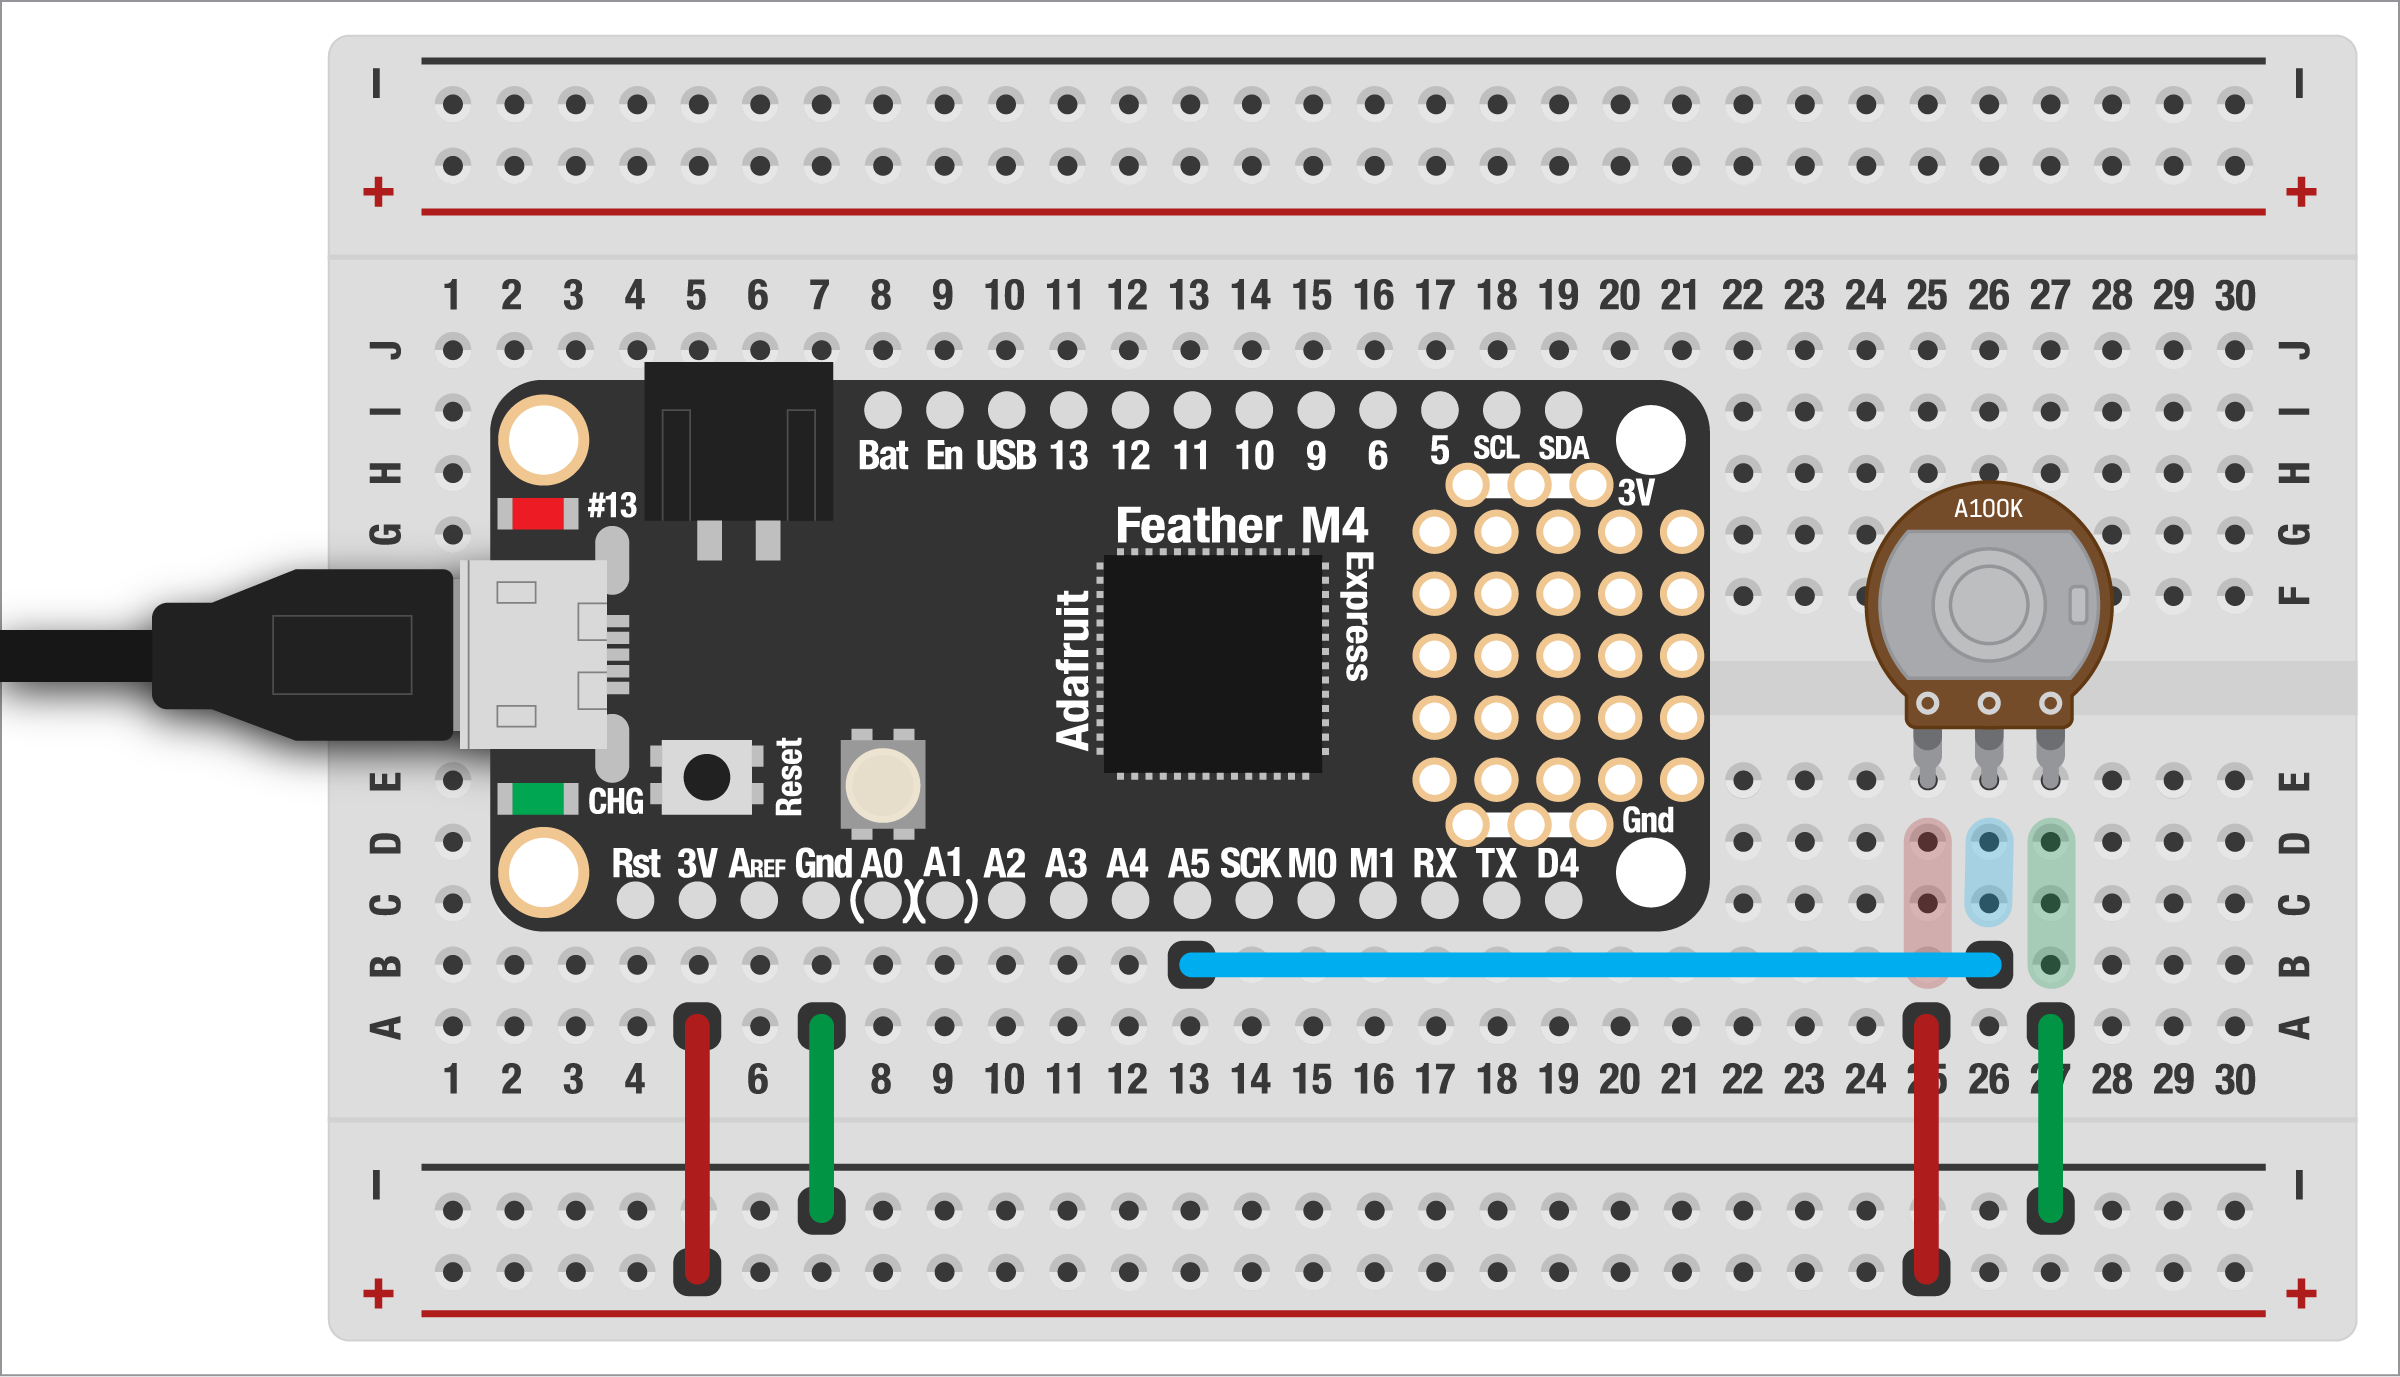 – –
+ +
1 2 3 4 5 6 7 8 9 10 11 12 13 14 15 16 17 18 19 20 21 22 23 24 25 26 27 28 29 30
J J
I I
Bat En USB 13 12 11 10 9 6 5 SCL SDA
H H
#13
3V
A100K
G G
Feather M4
Express
Adafruit
F F
E E
CHG
Reset
Gnd
D D
Rst 3V AREF Gnd A0 A1 A2 A3 A4 A5 SCK M0 M1 RX TX D4
( )( )
C C
B B
A A
1 2 3 4 6 8 9 10 11 12 13 14 15 16 17 18 19 20 21 22 23 24 25 26 27 28 29 30
– –
+ +